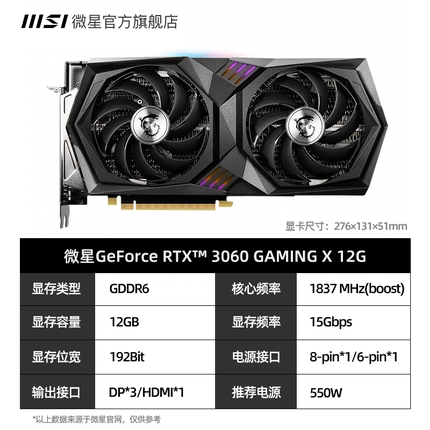 msi 微星官方旗舰店
显卡尺寸：276×131×51mm
微星GeForce RTX™ 3060 GAMING X 12G
显存类型 GDDR6 核心频率 1837 MHz(boost)
显存容量 12GB 显存频率 15Gbps
显存位宽 192Bit 电源接口 8-pin*1/6-pin*1
输出接口 DP*3/HDMI*1 推荐电源 550W
*以上数据来源于微星官网，仅供参考